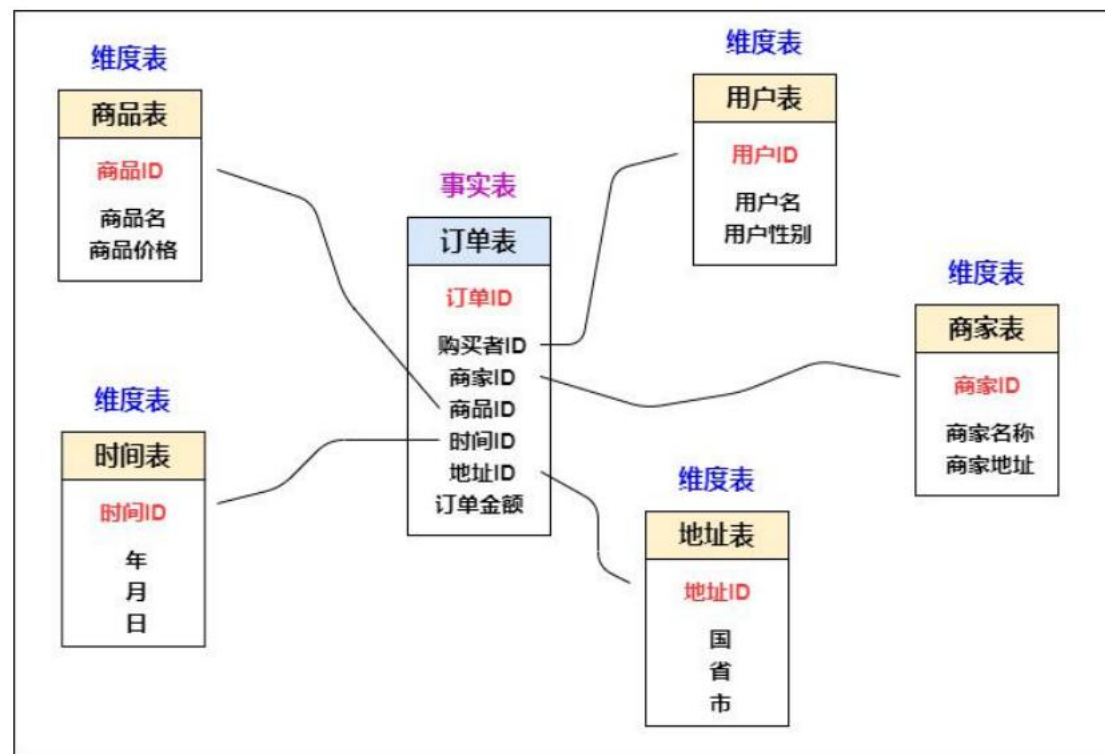 维度表
商品表
商品ID
商品名
商品价格
维度表
时间表
时间ID
年
月
日
事实表
订单表
订单ID
购买者ID
商家ID
商品ID
时间ID
地址ID
订单金额
维度表
用户表
用户ID
用户名
用户性别
维度表
商家表
商家ID
商家名称
商家地址
维度表
地址表
地址ID
国
省
市